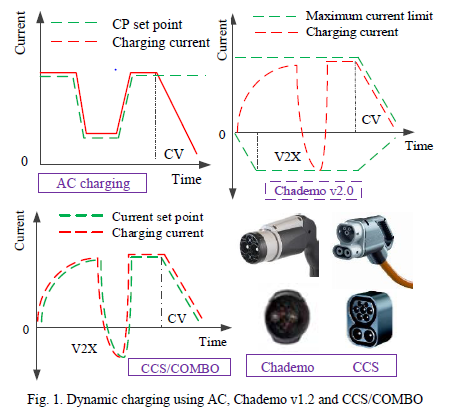 Current
CP set point
Charging current
0
CV
AC charging
Time
Current
Maximum current limit
Charging current
0
CV
Time
V2X
Chademo v2.0
Current
Current set point
Charging current
0
CV
V2X
Time
CCS/COMBO
Chademo
CCS
Fig. 1. Dynamic charging using AC, Chademo v1.2 and CCS/COMBO